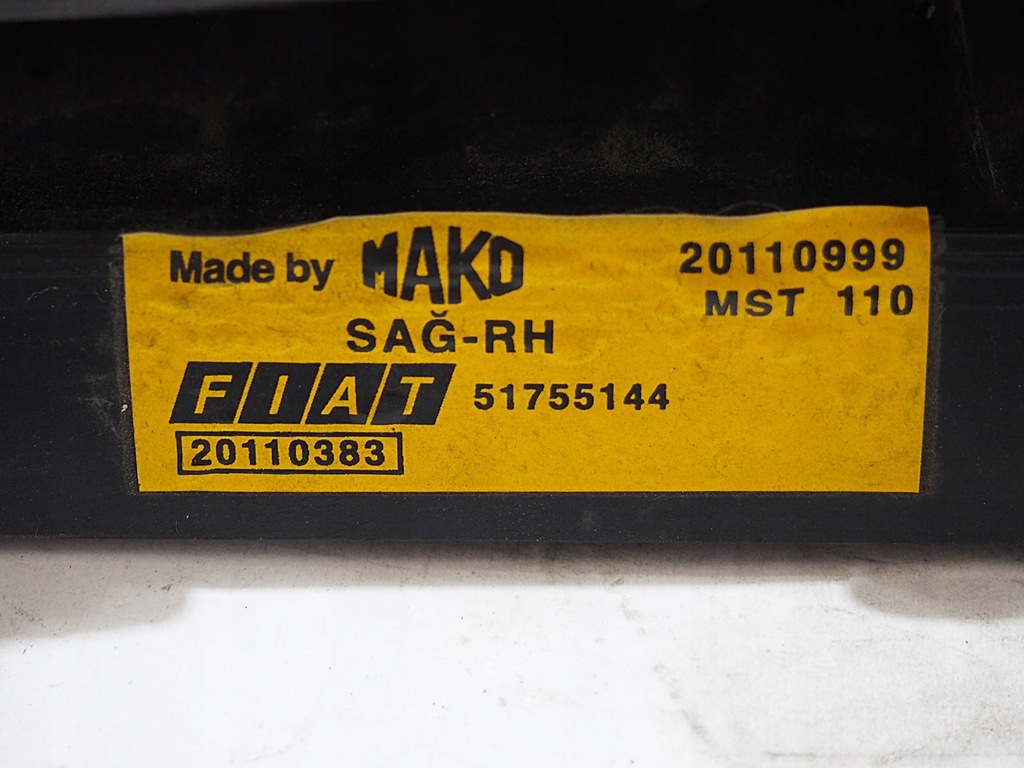 Made by MAKO 20110999
MST 110
SAĞ-RH
FIAT 51755144
20110383